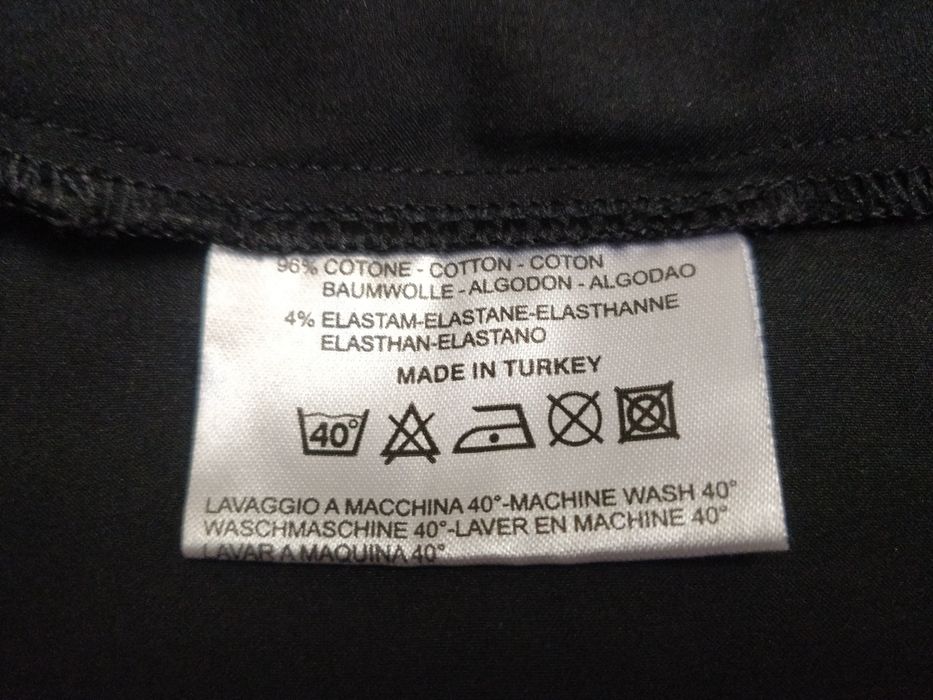 96% COTONE - COTTON - COTON
BAUMWOLLE - ALGODON - ALGODAO
4% ELASTAM-ELASTANE-ELASTHANNE
ELASTHAN-ELASTANO
MADE IN TURKEY
40°
LAVAGGIO A MACCHINA 40°-MACHINE WASH 40°
WASCHMASCHINE 40°-LAVER EN MACHINE 40°
LAVAR A MAQUINA 40°